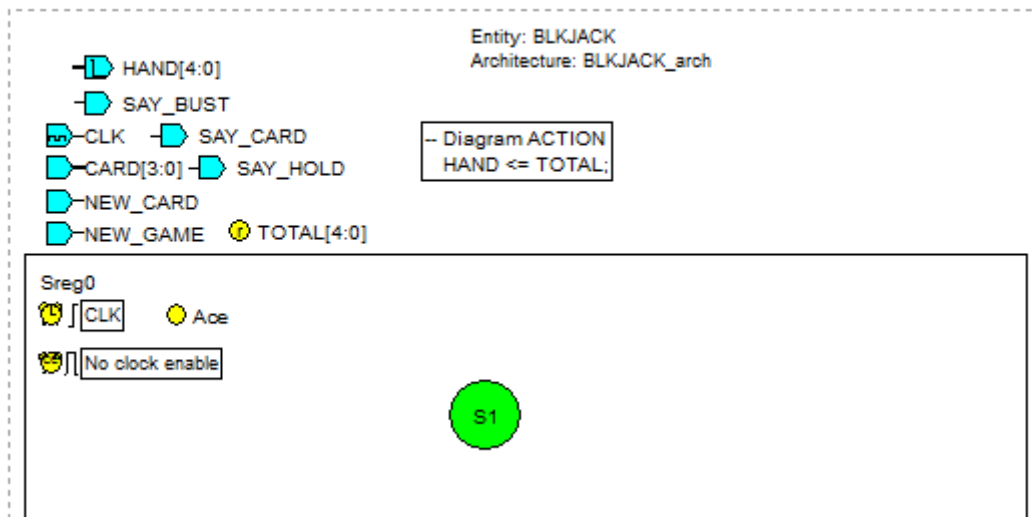 Entity: BLKJACK
Architecture: BLKJACK_arch
HAND[4:0]
SAY_BUST
CLK SAY_CARD
CARD[3:0] SAY_HOLD
NEW_CARD
NEW_GAME r TOTAL[4:0]
-- Diagram ACTION
HAND <= TOTAL;
Sreg0
CLK Ace
No clock enable
S1